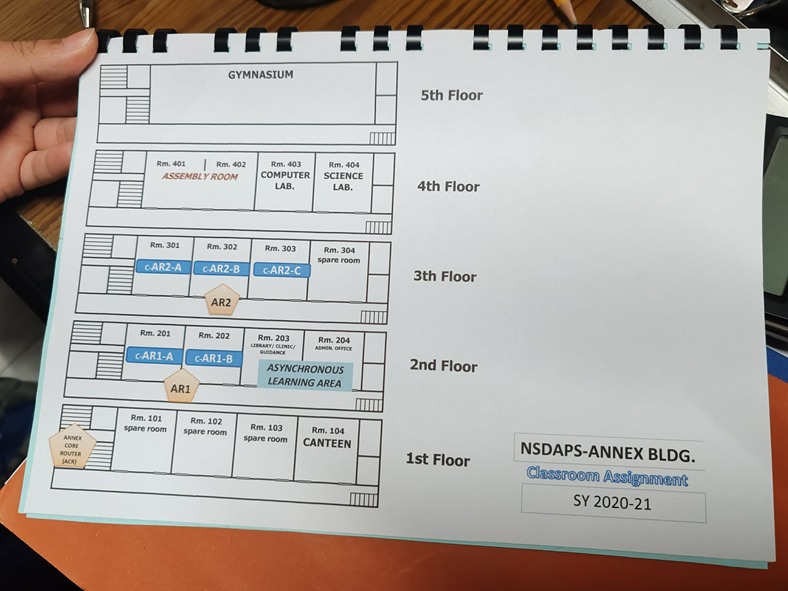 GYMNASIUM
5th Floor
Rm. 401 Rm. 402 Rm. 403 Rm. 404
ASSEMBLY ROOM
COMPUTER
LAB.
SCIENCE
LAB.
4th Floor
Rm. 301 Rm. 302 Rm. 303 Rm. 304
spare room
c-AR2-A c-AR2-B c-AR2-C
AR2
3th Floor
Rm. 201 Rm. 202 Rm. 203 Rm. 204
LIBRARY/ CLINIC/
GUIDANCE
ADMIN. OFFICE
c-AR1-A c-AR1-B
ASYNCHRONOUS
LEARNING AREA
AR1
2nd Floor
ANNEX
CORE
ROUTER
(ACR)
Rm. 101
spare room
Rm. 102
spare room
Rm. 103
spare room
Rm. 104
CANTEEN
1st Floor
NSDAPS-ANNEX BLDG.
Classroom Assignment
SY 2020-21